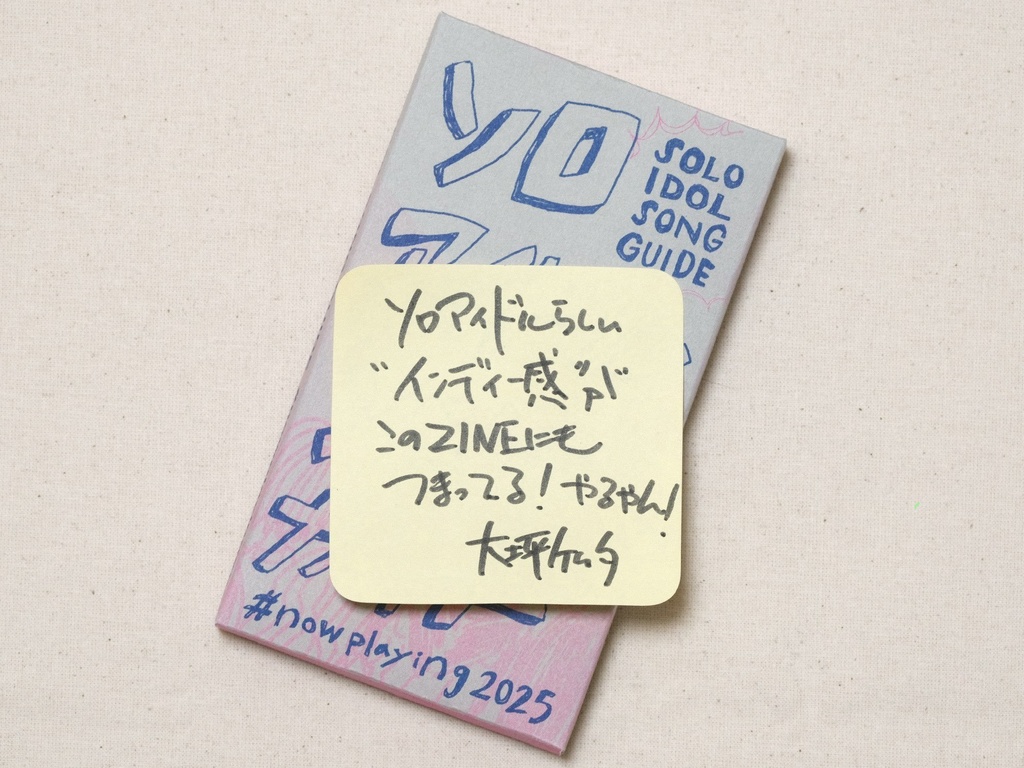 ソロ
SOLO
IDOL
SONG
GUIDE
ソロアイドルらしい
"インディー感"が
このZINEにも
つまってる!やるやん!
大坪ケムタ
#nowplaying2025